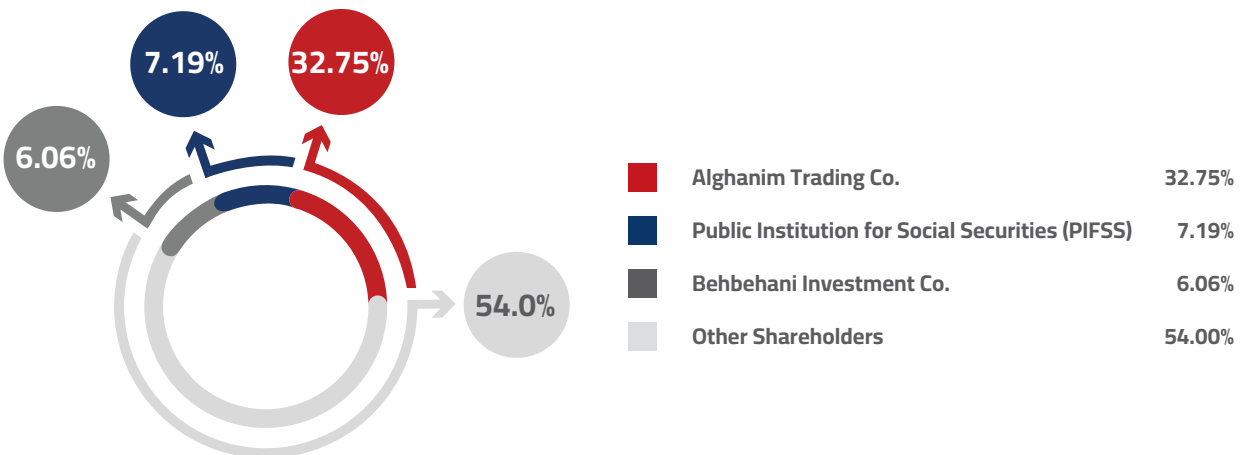 7.19%
32.75%
6.06%
54.0%
Alghanim Trading Co. 32.75%
Public Institution for Social Securities (PIFSS) 7.19%
Behbehani Investment Co. 6.06%
Other Shareholders 54.00%